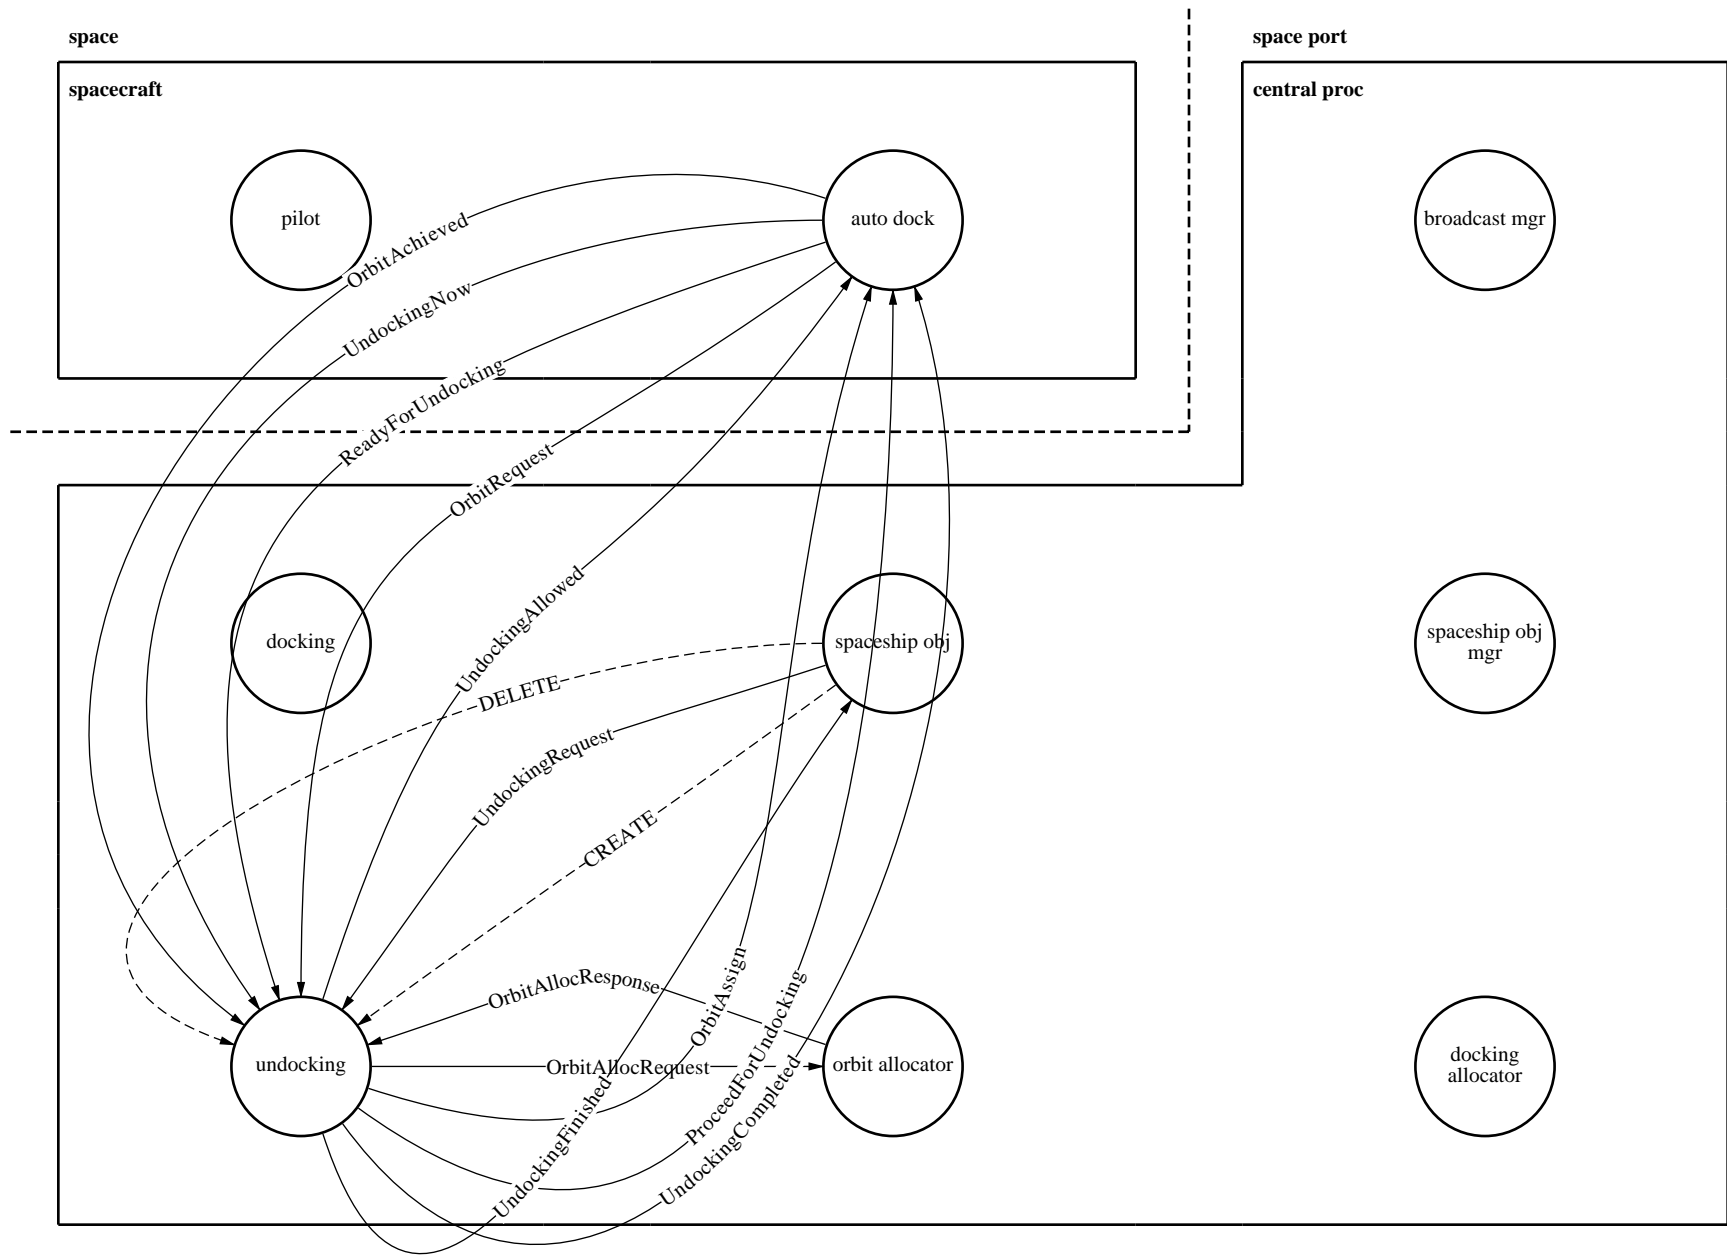 space
space port
spacecraft
central proc
pilot
auto dock
broadcast mgr
OrbitAchieved
UndockingNow
ReadyForUndocking
OrbitRequest
UndockingAllowed
docking
spaceship obj
spaceship obj
mgr
DELETE
UndockingRequest
CREATE
OrbitAllocResponse
OrbitAssign
undocking
OrbitAllocRequest
orbit allocator
docking
allocator
ProceedForUndocking
UndockingFinished
UndockingCompleted